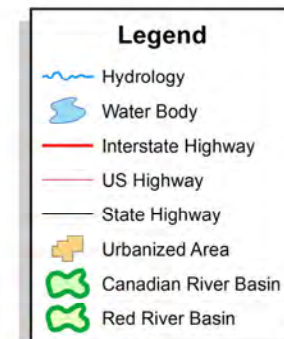 Legend
Hydrology
Water Body
Interstate Highway
US Highway
State Highway
Urbanized Area
Canadian River Basin
Red River Basin